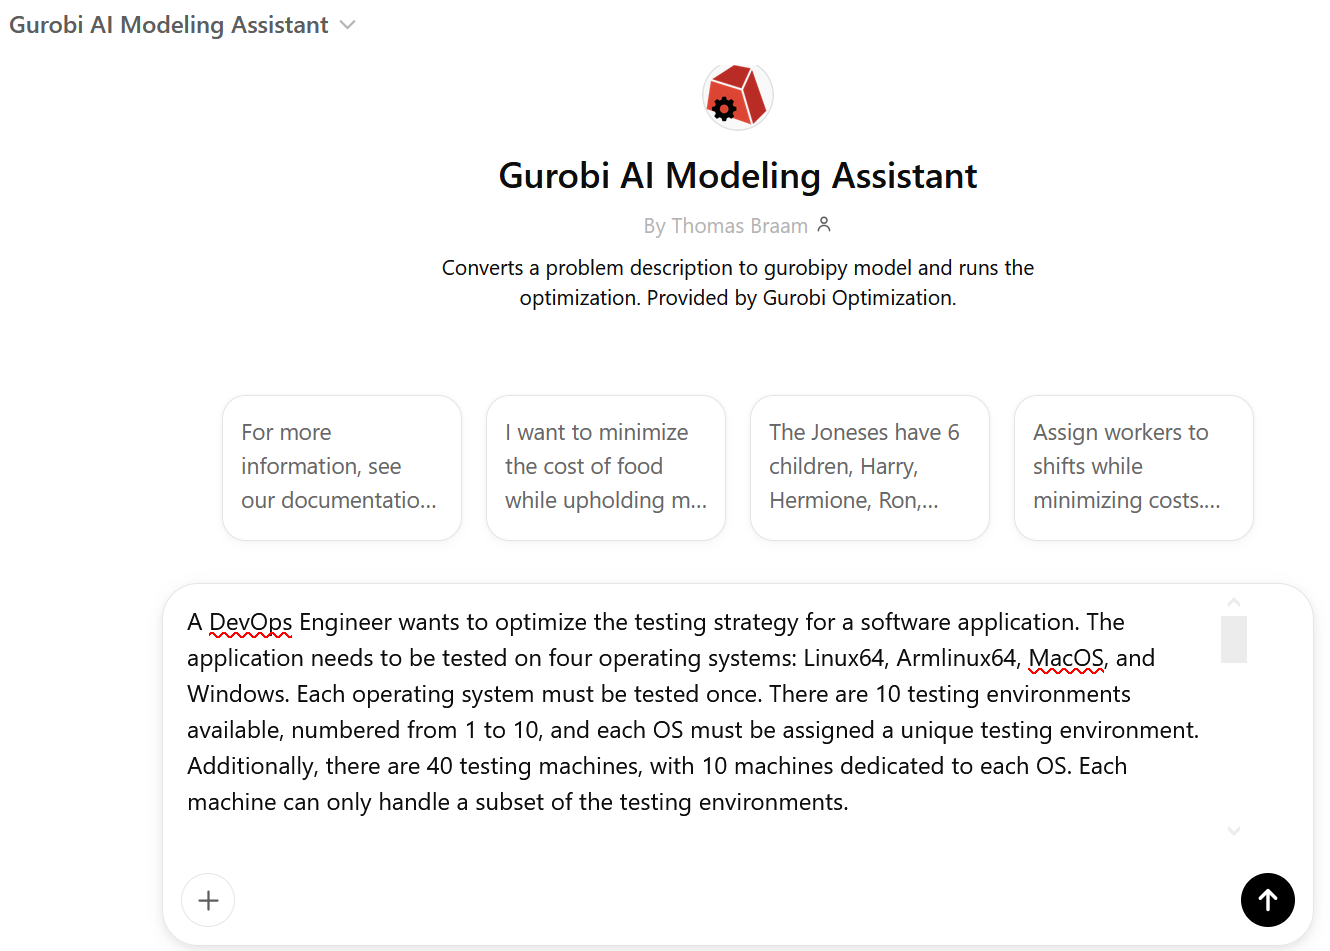 Gurobi AI Modeling Assistant
Gurobi AI Modeling Assistant
By Thomas Braam
Converts a problem description to gurobipy model and runs the
optimization. Provided by Gurobi Optimization.
For more
information, see
our documentatio...
I want to minimize
the cost of food
while upholding m...
The Joneses have 6
children, Harry,
Hermione, Ron,...
Assign workers to
shifts while
minimizing costs....
A DevOps Engineer wants to optimize the testing strategy for a software application. The
application needs to be tested on four operating systems: Linux64, Armlinux64, MacOS, and
Windows. Each operating system must be tested once. There are 10 testing environments
available, numbered from 1 to 10, and each OS must be assigned a unique testing environment.
Additionally, there are 40 testing machines, with 10 machines dedicated to each OS. Each
machine can only handle a subset of the testing environments.